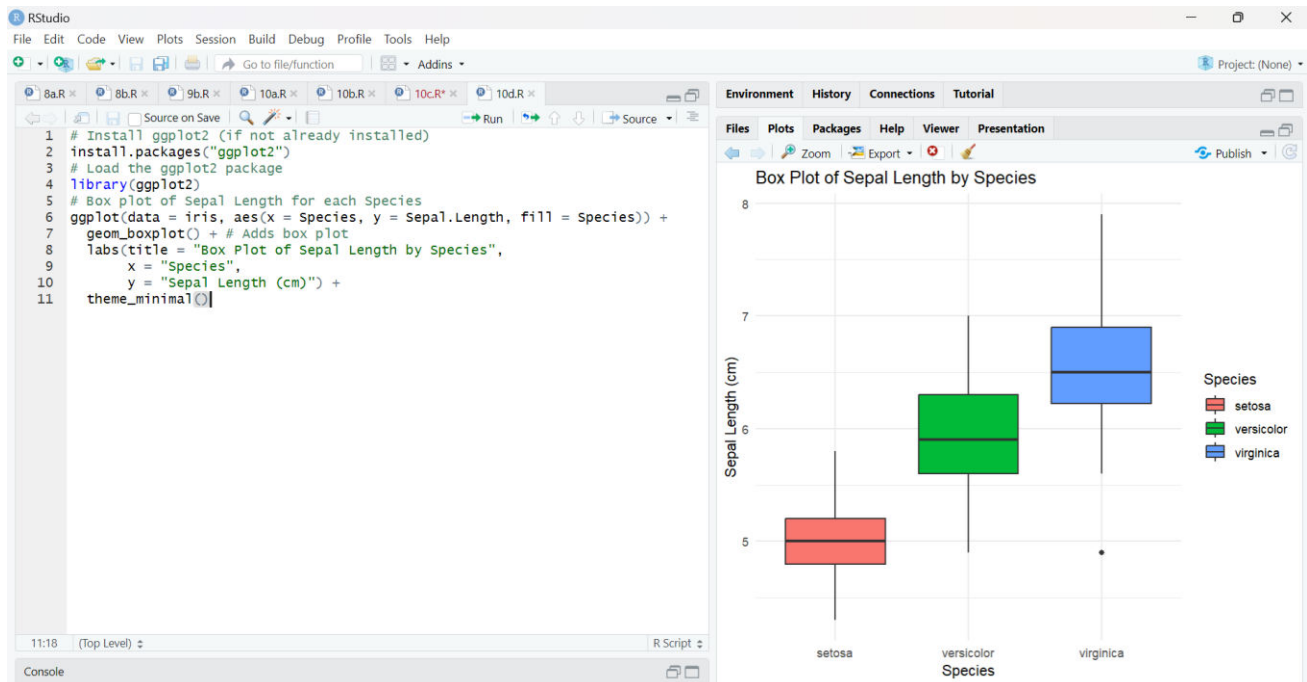 RStudio
File Edit Code View Plots Session Build Debug Profile Tools Help
Go to file/function Addins Project: (None)
8a.R 8b.R 9b.R 10a.R 10b.R 10c.R* 10d.R
Source on Save Run Source
1 # Install ggplot2 (if not already installed)
2 install.packages("ggplot2")
3 # Load the ggplot2 package
4 library(ggplot2)
5 # Box plot of Sepal Length for each Species
6 ggplot(data = iris, aes(x = Species, y = Sepal.Length, fill = Species)) +
7 geom_boxplot() + # Adds box plot
8 labs(title = "Box Plot of Sepal Length by Species",
9 x = "Species",
10 y = "Sepal Length (cm)") +
11 theme_minimal()
11:18 (Top Level) R Script
Console
Environment History Connections Tutorial
Files Plots Packages Help Viewer Presentation
Zoom Export Publish
Box Plot of Sepal Length by Species
8
7
6
5
Sepal Length (cm)
setosa versicolor virginica
Species
Species
setosa
versicolor
virginica